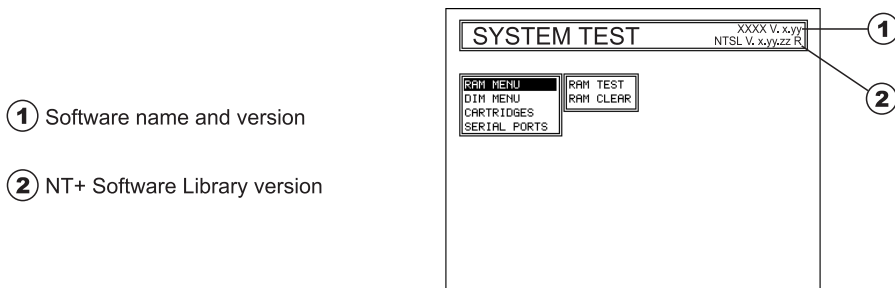 SYSTEM TEST
XXXX V. x.yy
NTSL V. x.yy.zz R
1
RAM MENU
DIM MENU
CARTRIDGES
SERIAL PORTS
RAM TEST
RAM CLEAR
2
1 Software name and version
2 NT+ Software Library version